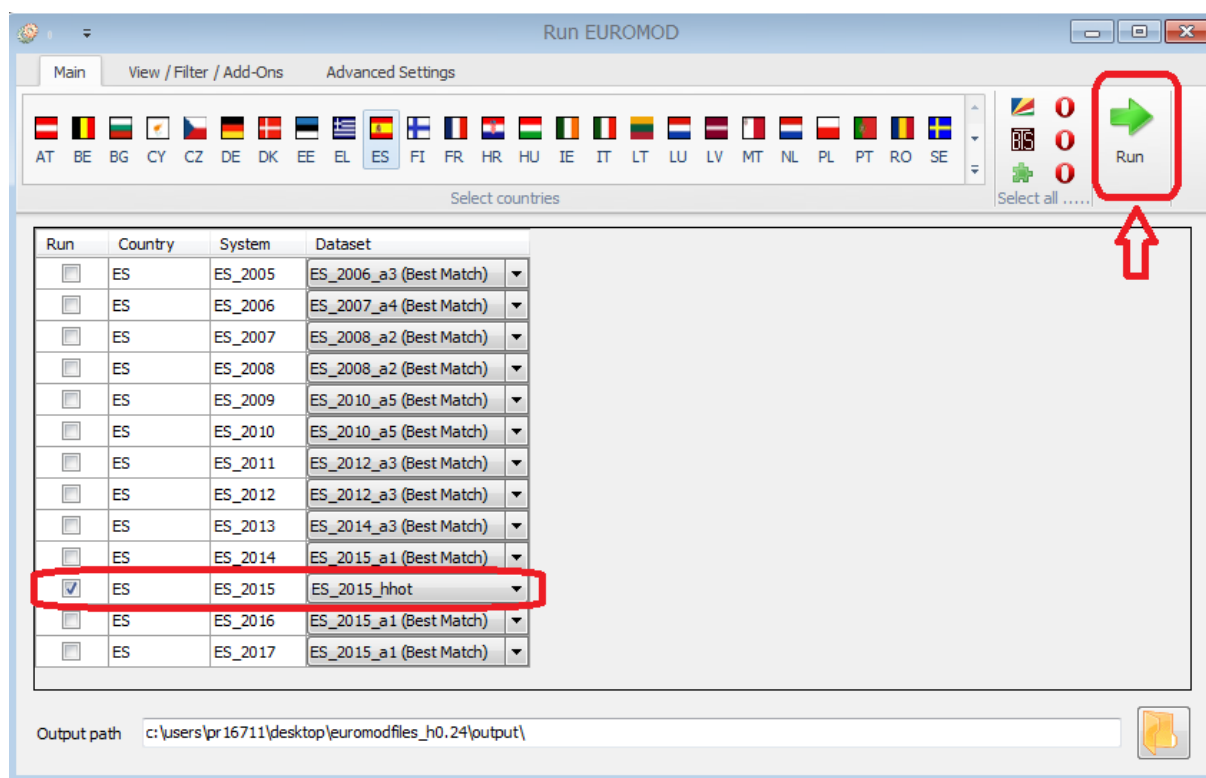 Run EUROMOD
Main View / Filter / Add-Ons Advanced Settings
AT BE BG CY CZ DE DK EE EL ES FI FR HR HU IE IT LT LU LV MT NL PL PT RO SE
BTS
Run
Select countries
Select all .....
Run Country System Dataset
ES ES_2005 ES_2006_a3 (Best Match)
ES ES_2006 ES_2007_a4 (Best Match)
ES ES_2007 ES_2008_a2 (Best Match)
ES ES_2008 ES_2008_a2 (Best Match)
ES ES_2009 ES_2010_a5 (Best Match)
ES ES_2010 ES_2010_a5 (Best Match)
ES ES_2011 ES_2012_a3 (Best Match)
ES ES_2012 ES_2012_a3 (Best Match)
ES ES_2013 ES_2014_a3 (Best Match)
ES ES_2014 ES_2015_a1 (Best Match)
ES ES_2015 ES_2015_hhot
ES ES_2016 ES_2015_a1 (Best Match)
ES ES_2017 ES_2015_a1 (Best Match)
Output path c:\users\pr16711\desktop\euromodfiles_h0.24\output\